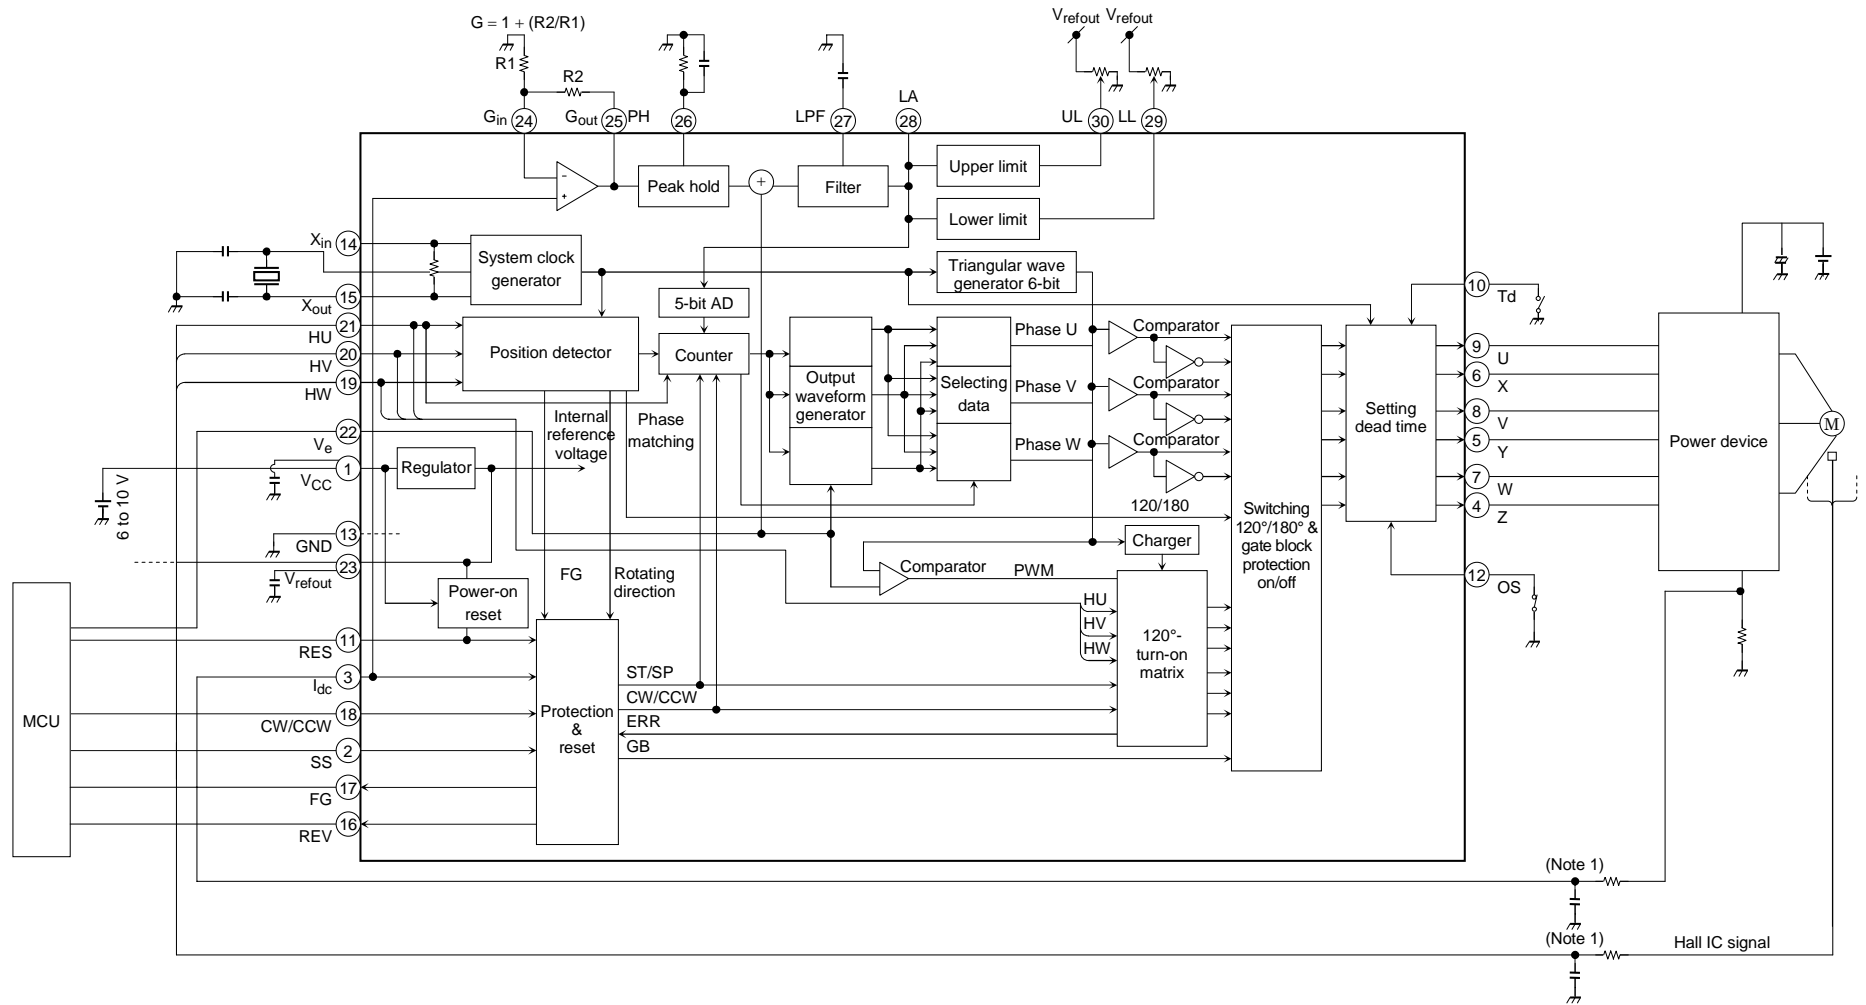 G = 1 + (R2/R1)
R1
R2
Vrefout Vrefout
Gin 24
Gout 25 PH
26
LPF 27
LA
28
UL 30 LL 29
Peak hold
+
Filter
Upper limit
Lower limit
−
+
Xin 14
Xout 15
System clock
generator
Triangular wave
generator 6-bit
5-bit AD
10
Td
21
HU
20
HV
19
HW
Position detector
Counter
Output
waveform
generator
Selecting
data
Phase U
Phase V
Phase W
Comparator
Comparator
Comparator
Setting
dead time
9
U
6
X
8
V
5
Y
7
W
4
Z
Power device
M
22
Ve
Internal
reference
voltage
Phase
matching
1
VCC
Regulator
6 to 10 V
120/180
Switching
120°/180° &
gate block
protection
on/off
13
GND
23
Vrefout
Charger
Comparator
PWM
12
OS
FG
Rotating
direction
Power-on
reset
HU
HV
HW
120°-
turn-on
matrix
MCU
11
RES
3
Idc
18
CW/CCW
2
SS
17
FG
16
REV
Protection
&
reset
ST/SP
CW/CCW
ERR
GB
(Note 1)
(Note 1)
Hall IC signal